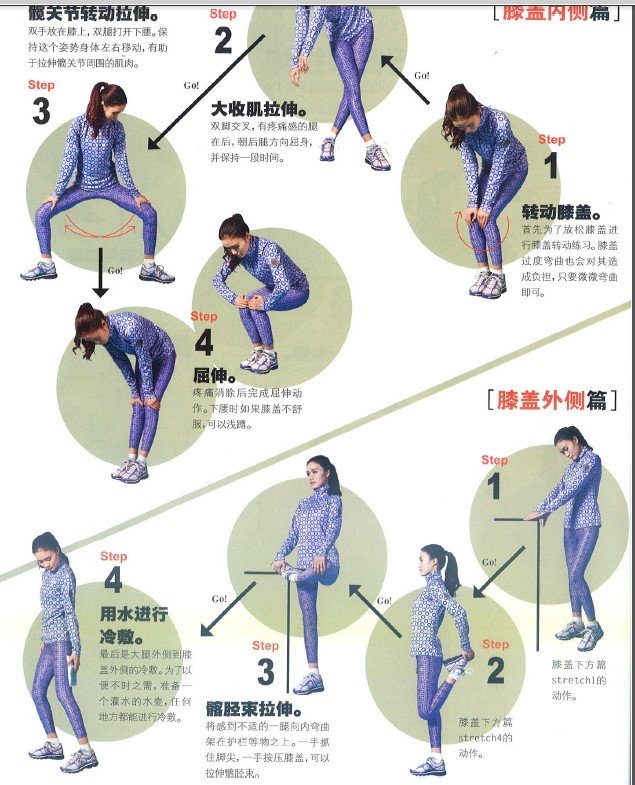 [膝盖内侧篇]
Step
1
转动膝盖。
首先为了放松膝盖进
行膝盖转动练习。膝盖
过度弯曲也会对其造
成负担，只要微微弯曲
即可。
Go!
Step
2
大收肌拉伸。
双脚交叉，有疼痛感的腿
在后，朝后腿方向屈身，
并保持一段时间。
Go!
髋关节转动拉伸。
双手放在膝上，双腿打开下腰。保
持这个姿势身体左右移动，有助
于拉伸髋关节周围的肌肉。
Step
3
Go!
Step
4
屈伸。
疼痛消除后完成屈伸动
作。下腰时如果膝盖不舒
服，可以浅蹲。
[膝盖外侧篇]
Step
1
膝盖下方篇
stretch1的
动作。
Go!
Step
2
膝盖下方篇
stretch4的
动作。
Go!
Step
3
髂胫束拉伸。
将感到不适的一腿向内弯曲
架在护栏等物之上。一手抓
住脚尖，一手按压膝盖，可以
拉伸髂胫束。
Go!
Step
4
用水进行
冷敷。
最后是大腿外侧到膝
盖外侧的冷敷。为了以
便不时之需，准备一
个灌水的水壶，任何
地方都能进行冷敷。